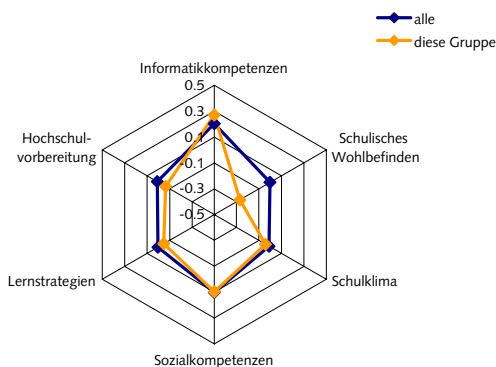 alle
diese Gruppe
Informatikkompetenzen
0.5
0.3
0.1
-0.1
-0.3
-0.5
Hochschul-
vorbereitung
Schulisches
Wohlbefinden
Lernstrategien
Schulklima
Sozialkompetenzen